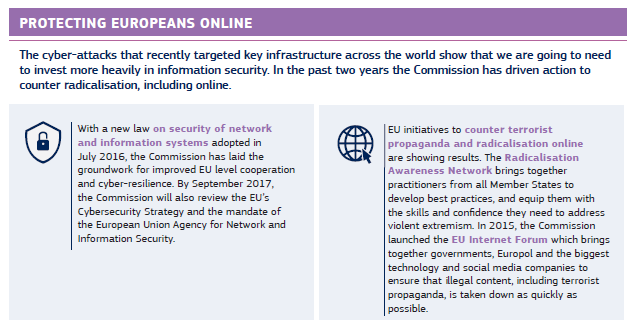 PROTECTING EUROPEANS ONLINE
The cyber-attacks that recently targeted key infrastructure across the world show that we are going to need
to invest more heavily in information security. In the past two years the Commission has driven action to
counter radicalisation, including online.
With a new law on security of network
and information systems adopted in
July 2016, the Commission has laid the
groundwork for improved EU level cooperation
and cyber-resilience. By September 2017,
the Commission will also review the EU's
Cybersecurity Strategy and the mandate of
the European Union Agency for Network and
Information Security.
EU initiatives to counter terrorist
propaganda and radicalisation online
are showing results. The Radicalisation
Awareness Network brings together
practitioners from all Member States to
develop best practices, and equip them with
the skills and confidence they need to address
violent extremism. In 2015, the Commission
launched the EU Internet Forum which brings
together governments, Europol and the biggest
technology and social media companies to
ensure that illegal content, including terrorist
propaganda, is taken down as quickly as
possible.